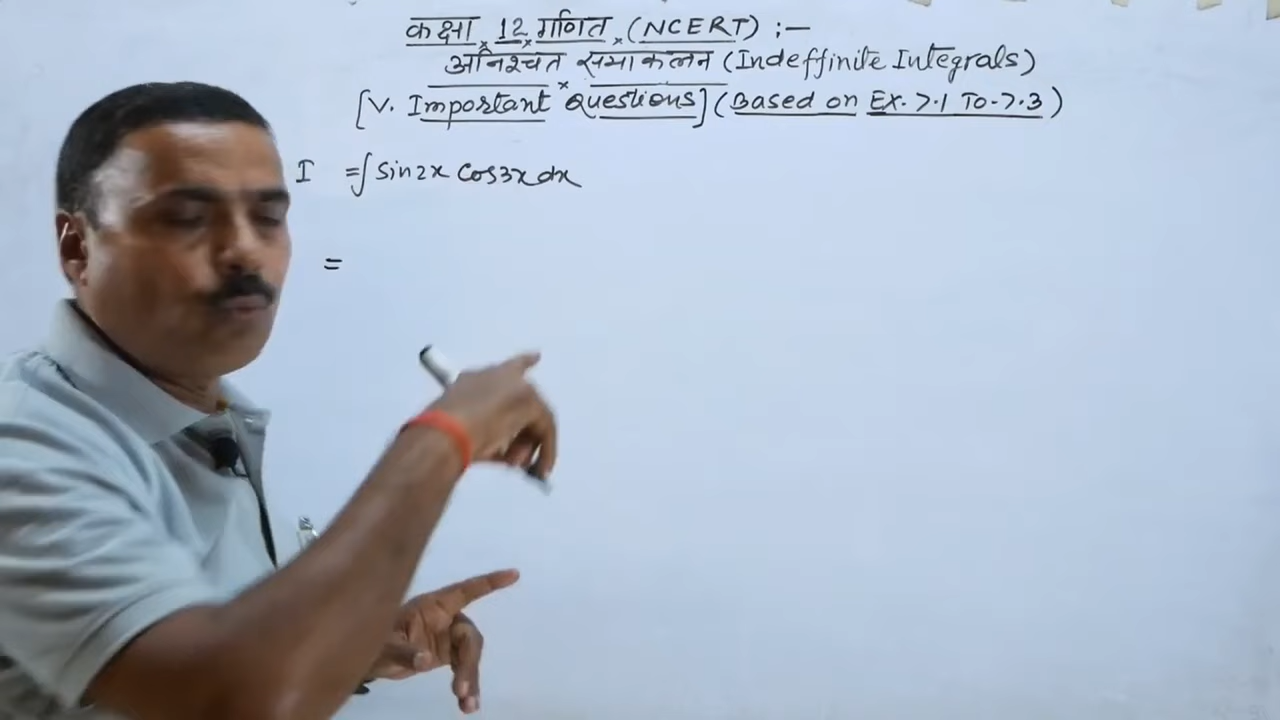 कक्षा 12 गणित (NCERT) :-
अनिश्चत समाकलन (Indeffinite Integrals)
[V. Important Questions] (Based on Ex. 7.1 To 7.3)
I = ∫ Sin2x Cos3x dx
=